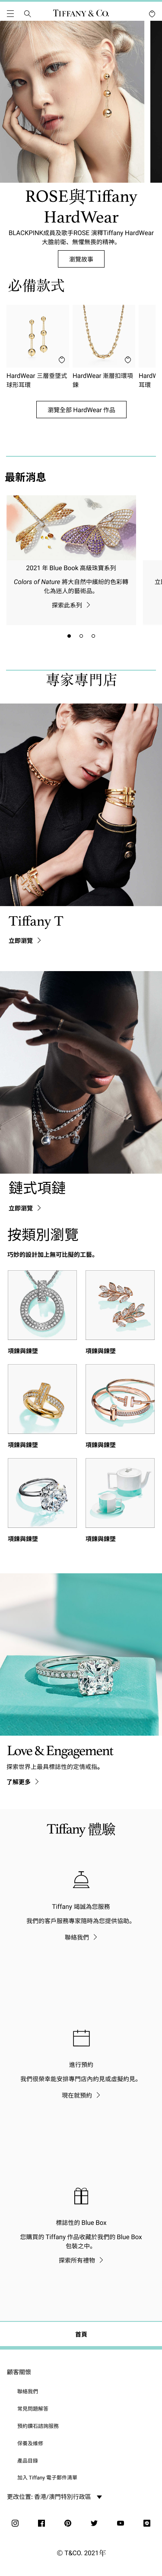 TIFFANY & CO.
ROSE與Tiffany
HardWear
BLACKPINK成員及歌手ROSE 演繹Tiffany HardWear
大膽前衛、無懼無畏的精神。
瀏覽故事
必備款式
HardWear 三層垂墜式
球形耳環
HardWear 漸層扣環項
鍊
HardW
耳環
瀏覽全部 HardWear 作品
最新消息
2021 年 Blue Book 高級珠寶系列
Colors of Nature 將大自然中繽紛的色彩轉
化為迷人的藝術品。
探索此系列
立
專家專門店
Tiffany T
立即瀏覽
鏈式項鏈
立即瀏覽
按類別瀏覽
巧妙的設計加上無可比擬的工藝。
項鍊與鍊墜
項鍊與鍊墜
項鍊與鍊墜
項鍊與鍊墜
項鍊與鍊墜
項鍊與鍊墜
Love & Engagement
探索世界上最具標誌性的定情戒指。
了解更多
Tiffany 體驗
Tiffany 竭誠為您服務
我們的客戶服務專家隨時為您提供協助。
聯絡我們
進行預約
我們很榮幸能安排專門店內約見或虛擬約見。
現在就預約
標誌性的 Blue Box
您購買的 Tiffany 作品收藏於我們的 Blue Box
包裝之中。
探索所有禮物
首頁
顧客關懷
聯絡我們
常見問題解答
預約鑽石諮詢服務
保養及維修
產品目錄
加入 Tiffany 電子郵件清單
更改位置: 香港/澳門特別行政區
© T&CO. 2021年